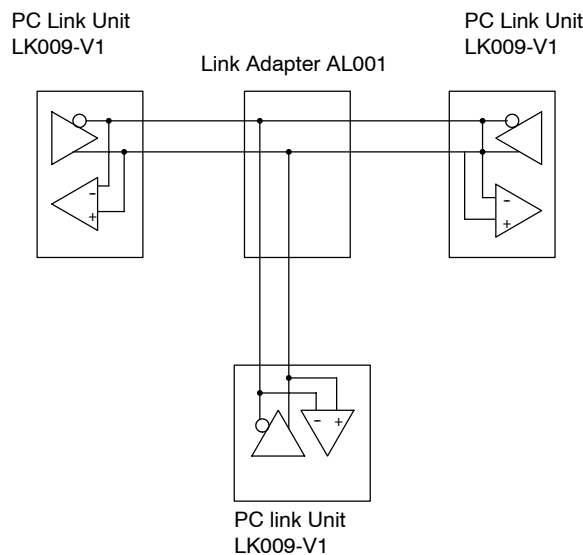 PC Link Unit
LK009-V1
PC Link Unit
LK009-V1
Link Adapter AL001
-
+
-
+
- +
PC link Unit
LK009-V1